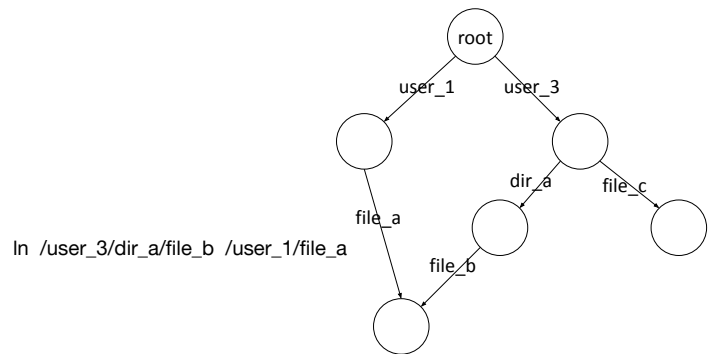 root
user_1
user_3
dir_a
file_c
file_a
ln /user_3/dir_a/file_b /user_1/file_a
file_b